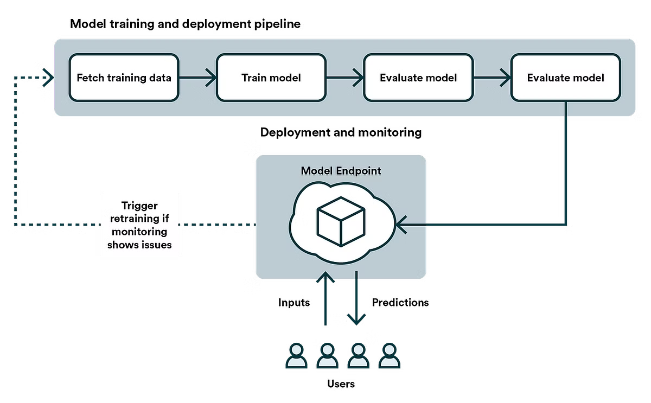 Model training and deployment pipeline
Fetch training data
Train model
Evaluate model
Evaluate model
Deployment and monitoring
Model Endpoint
Trigger
retraining if
monitoring
shows issues
Inputs
Predictions
Users